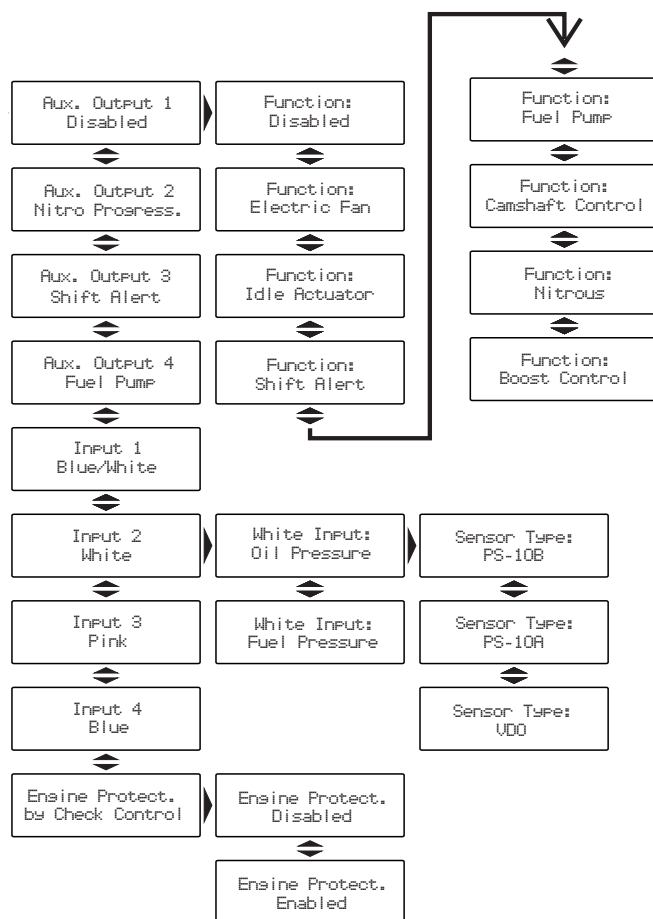 Aux. Output 1
Disabled
Function:
Disabled
Function:
Fuel Pump
Aux. Output 2
Nitro Progress.
Function:
Electric Fan
Function:
Camshaft Control
Aux. Output 3
Shift Alert
Function:
Idle Actuator
Function:
Nitrous
Aux. Output 4
Fuel Pump
Function:
Shift Alert
Function:
Boost Control
Input 1
Blue/White
Input 2
White
White Input:
Oil Pressure
Sensor Type:
PS-10B
Input 3
Pink
White Input:
Fuel Pressure
Sensor Type:
PS-10A
Input 4
Blue
Sensor Type:
VDO
Engine Protect.
by Check Control
Engine Protect.
Disabled
Engine Protect.
Enabled